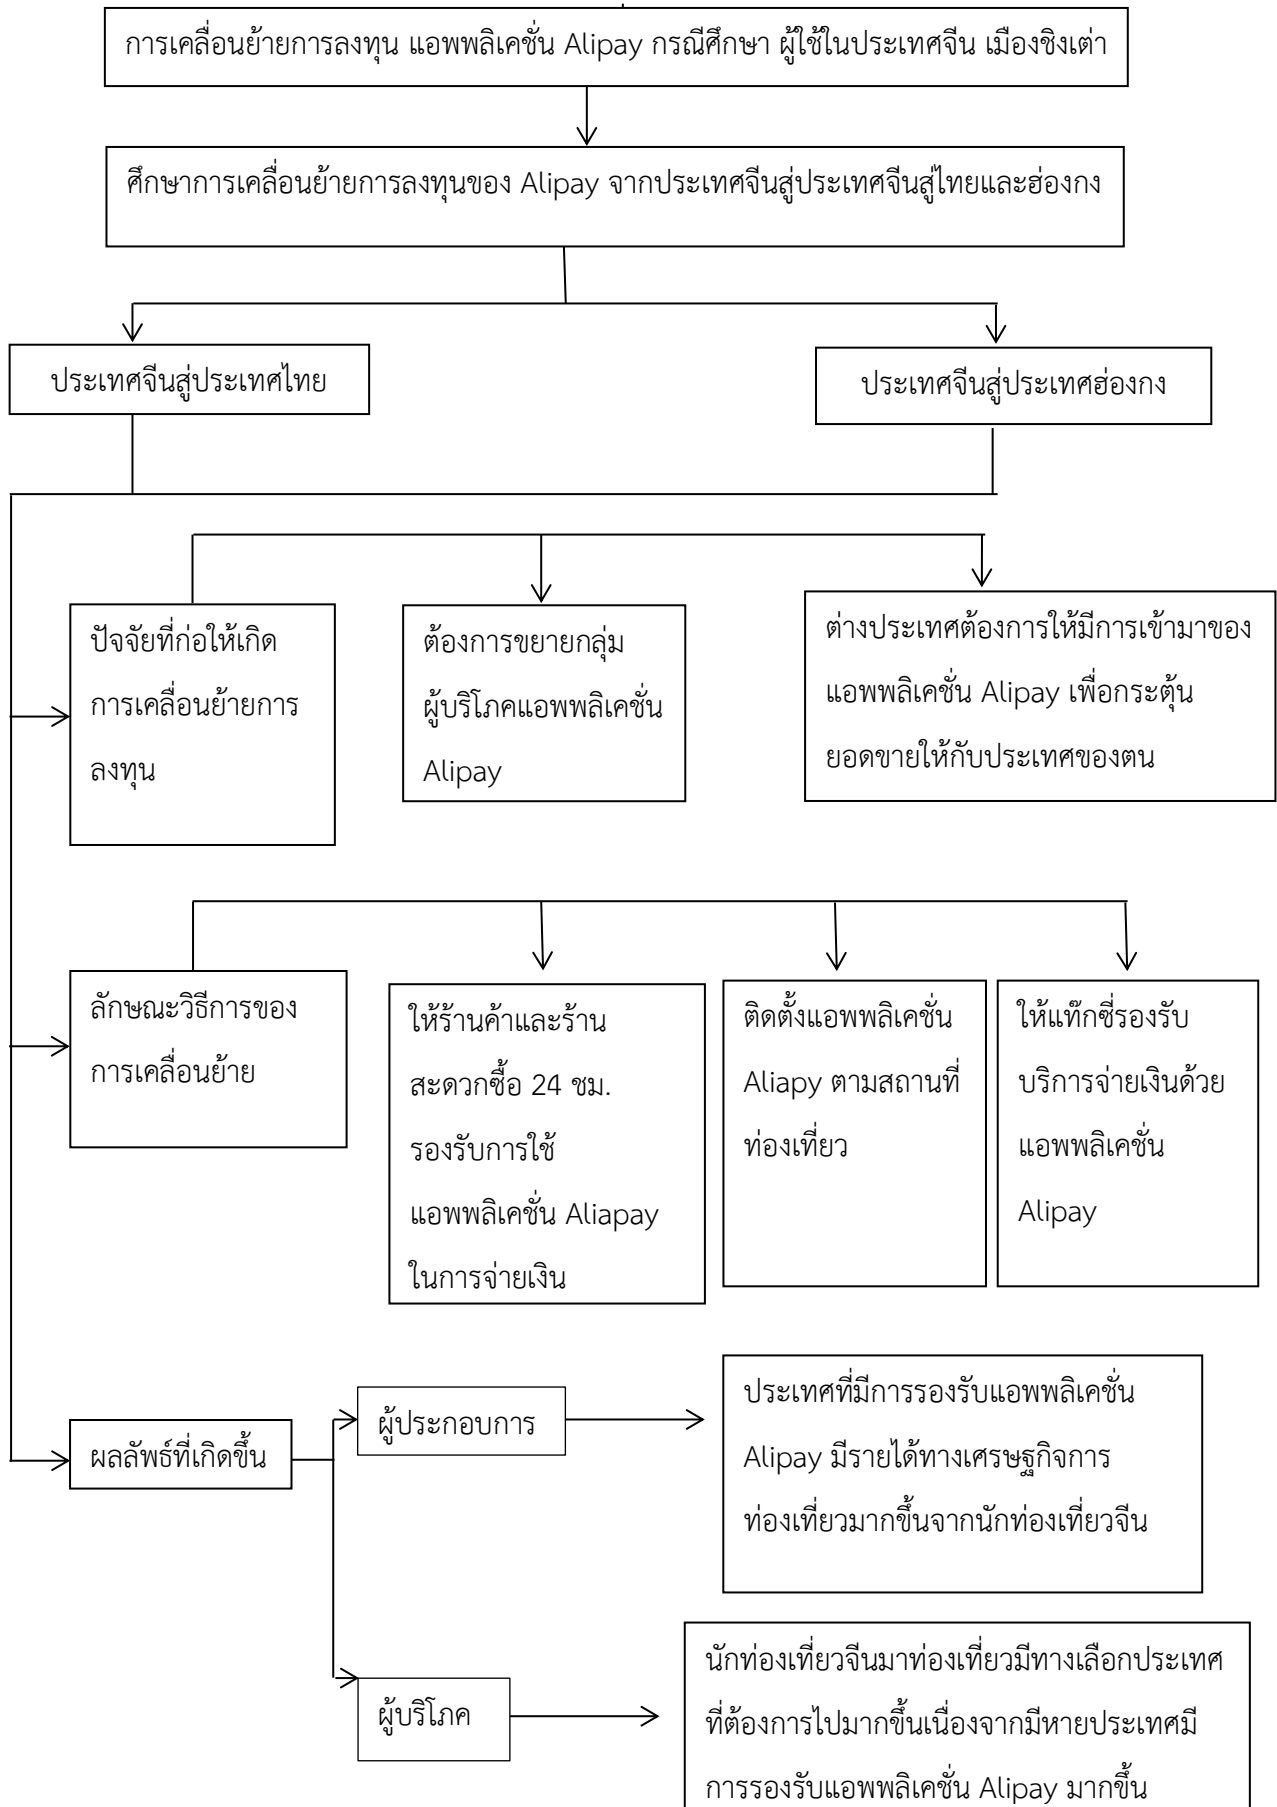 การเคลื่อนย้ายการลงทุน แอพพลิเคชั่น Alipay กรณีศึกษา ผู้ใช้ในประเทศจีน เมืองชิงเต่า
ศึกษาการเคลื่อนย้ายการลงทุนของ Alipay จากประเทศจีนสู่ประเทศจีนสู่ไทยและฮ่องกง
ประเทศจีนสู่ประเทศไทย
ประเทศจีนสู่ประเทศฮ่องกง
ปัจจัยที่ก่อให้เกิด
การเคลื่อนย้ายการ
ลงทุน
ต้องการขยายกลุ่ม
ผู้บริโภคแอพพลิเคชั่น
Alipay
ต่างประเทศต้องการให้มีการเข้ามาของ
แอพพลิเคชั่น Alipay เพื่อกระตุ้น
ยอดขายให้กับประเทศของตน
ลักษณะวิธีการของ
การเคลื่อนย้าย
ให้ร้านค้าและร้าน
สะดวกซื้อ 24 ชม.
รองรับการใช้
แอพพลิเคชั่น Aliapay
ในการจ่ายเงิน
ติดตั้งแอพพลิเคชั่น
Aliapy ตามสถานที่
ท่องเที่ยว
ให้แท๊กซี่รองรับ
บริการจ่ายเงินด้วย
แอพพลิเคชั่น
Alipay
ผลลัพธ์ที่เกิดขึ้น
ผู้ประกอบการ
ประเทศที่มีการรองรับแอพพลิเคชั่น
Alipay มีรายได้ทางเศรษฐกิจการ
ท่องเที่ยวมากขึ้นจากนักท่องเที่ยวจีน
ผู้บริโภค
นักท่องเที่ยวจีนมาท่องเที่ยวมีทางเลือกประเทศ
ที่ต้องการไปมากขึ้นเนื่องจากมีหายประเทศมี
การรองรับแอพพลิเคชั่น Alipay มากขึ้น